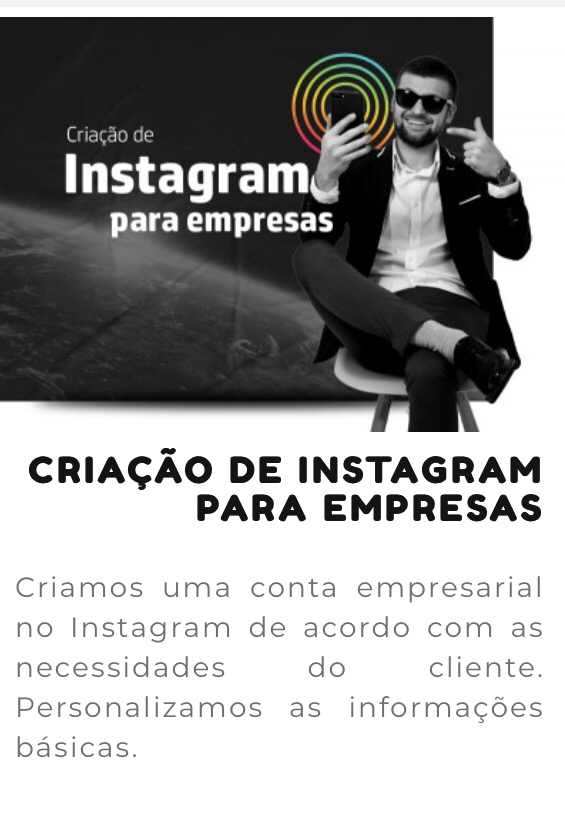 Criação de
Instagram
para empresas
CRIAÇÃO DE INSTAGRAM
PARA EMPRESAS
Criamos uma conta empresarial
no Instagram de acordo com as
necessidades do cliente.
Personalizamos as informações
básicas.